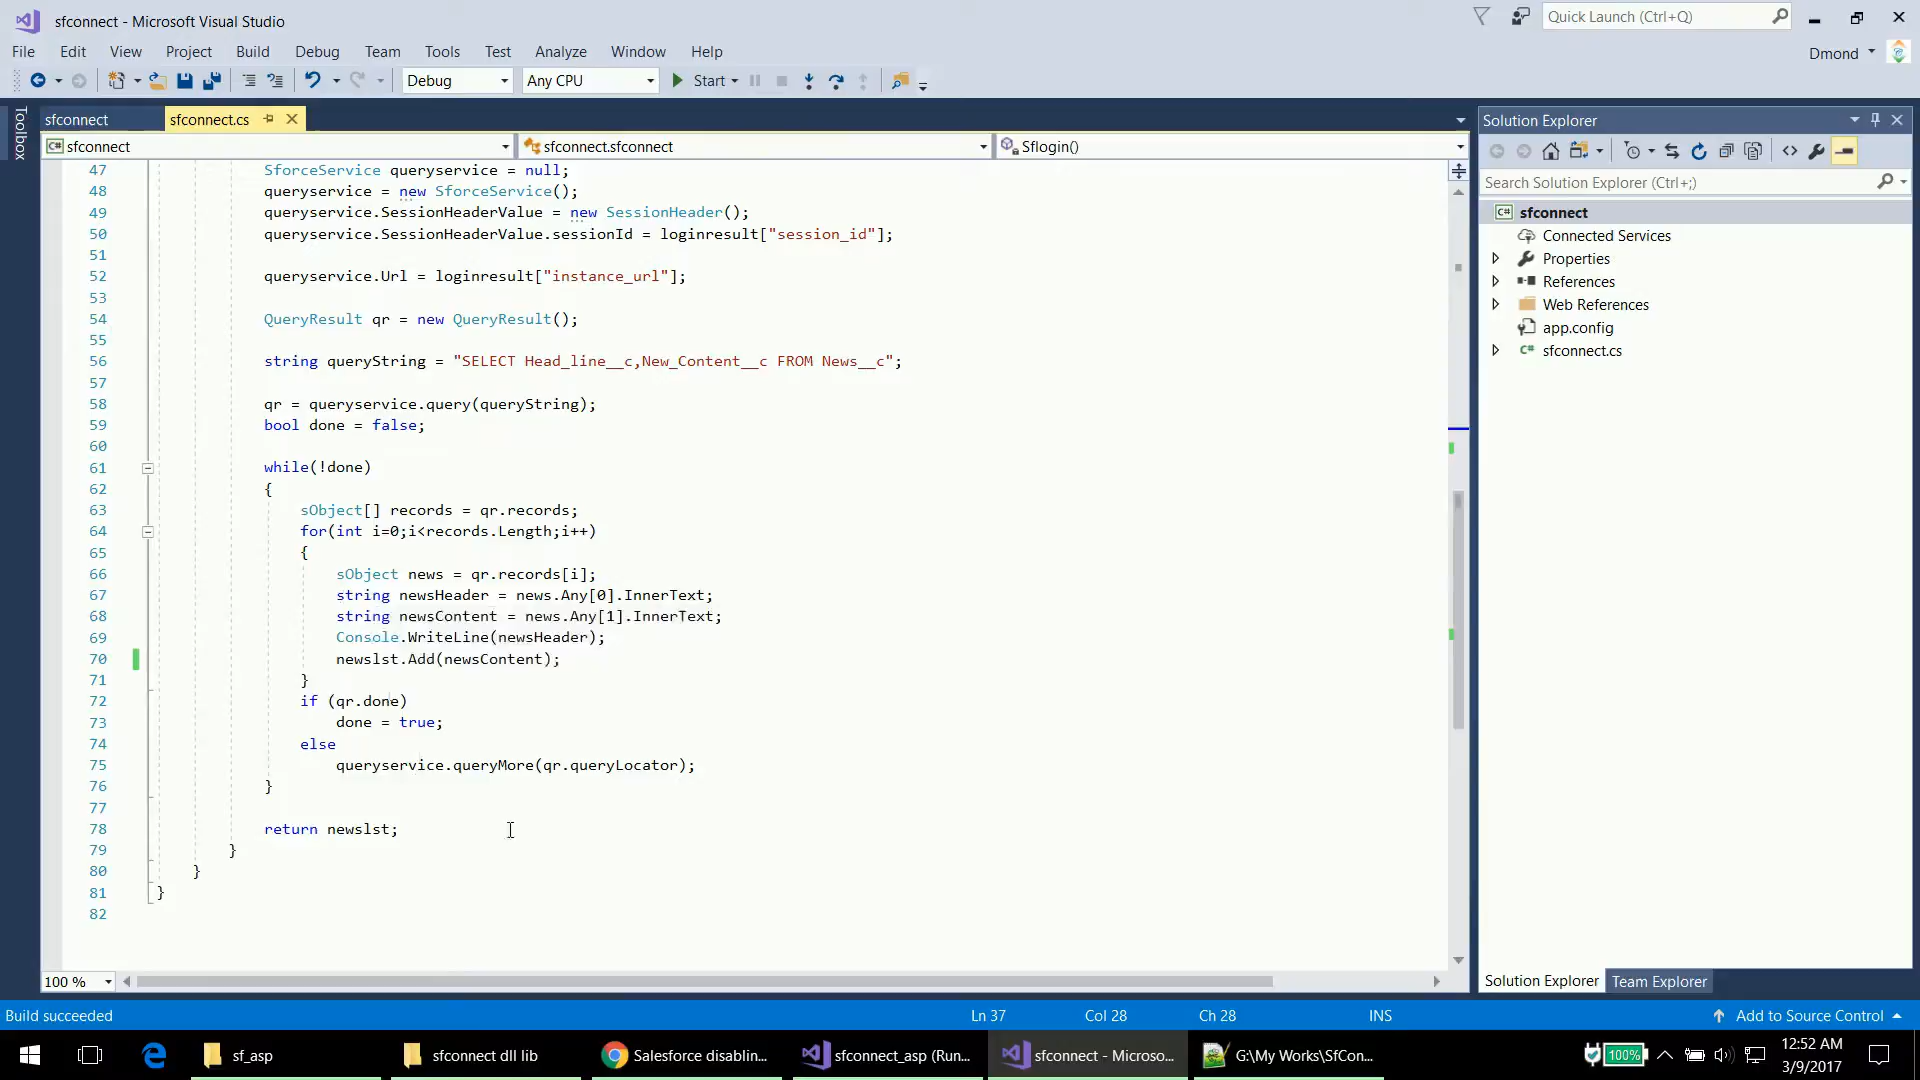 sfconnect - Microsoft Visual Studio
Quick Launch (Ctrl+Q)
File Edit View Project Build Debug Team Tools Test Analyze Window Help
Dmond
Debug Any CPU Start
Toolbox
sfconnect sfconnect.cs
Solution Explorer
C# sfconnect sfconnect.sfconnect Sflogin()
Search Solution Explorer (Ctrl+;)
C# sfconnect
Connected Services
Properties
References
Web References
app.config
C# sfconnect.cs
47 SforceService queryservice = null;
48 queryservice = new SforceService();
49 queryservice.SessionHeaderValue = new SessionHeader();
50 queryservice.SessionHeaderValue.sessionId = loginresult["session_id"];
51
52 queryservice.Url = loginresult["instance_url"];
53
54 QueryResult qr = new QueryResult();
55
56 string queryString = "SELECT Head_line__c,New_Content__c FROM News__c";
57
58 qr = queryservice.query(queryString);
59 bool done = false;
60
61 while(!done)
62 {
63 sObject[] records = qr.records;
64 for(int i=0;i<records.Length;i++)
65 {
66 sObject news = qr.records[i];
67 string newsHeader = news.Any[0].InnerText;
68 string newsContent = news.Any[1].InnerText;
69 Console.WriteLine(newsHeader);
70 newslst.Add(newsContent);
71 }
72 if (qr.done)
73 done = true;
74 else
75 queryservice.queryMore(qr.queryLocator);
76 }
77
78 return newslst;
79 }
80 }
81 }
82
100 %
Solution Explorer Team Explorer
Build succeeded Ln 37 Col 28 Ch 28 INS Add to Source Control
sf_asp sfconnect dll lib Salesforce disablin... sfconnect_asp (Run... sfconnect - Microso... G:\My Works\SfCon... 100% 12:52 AM
3/9/2017